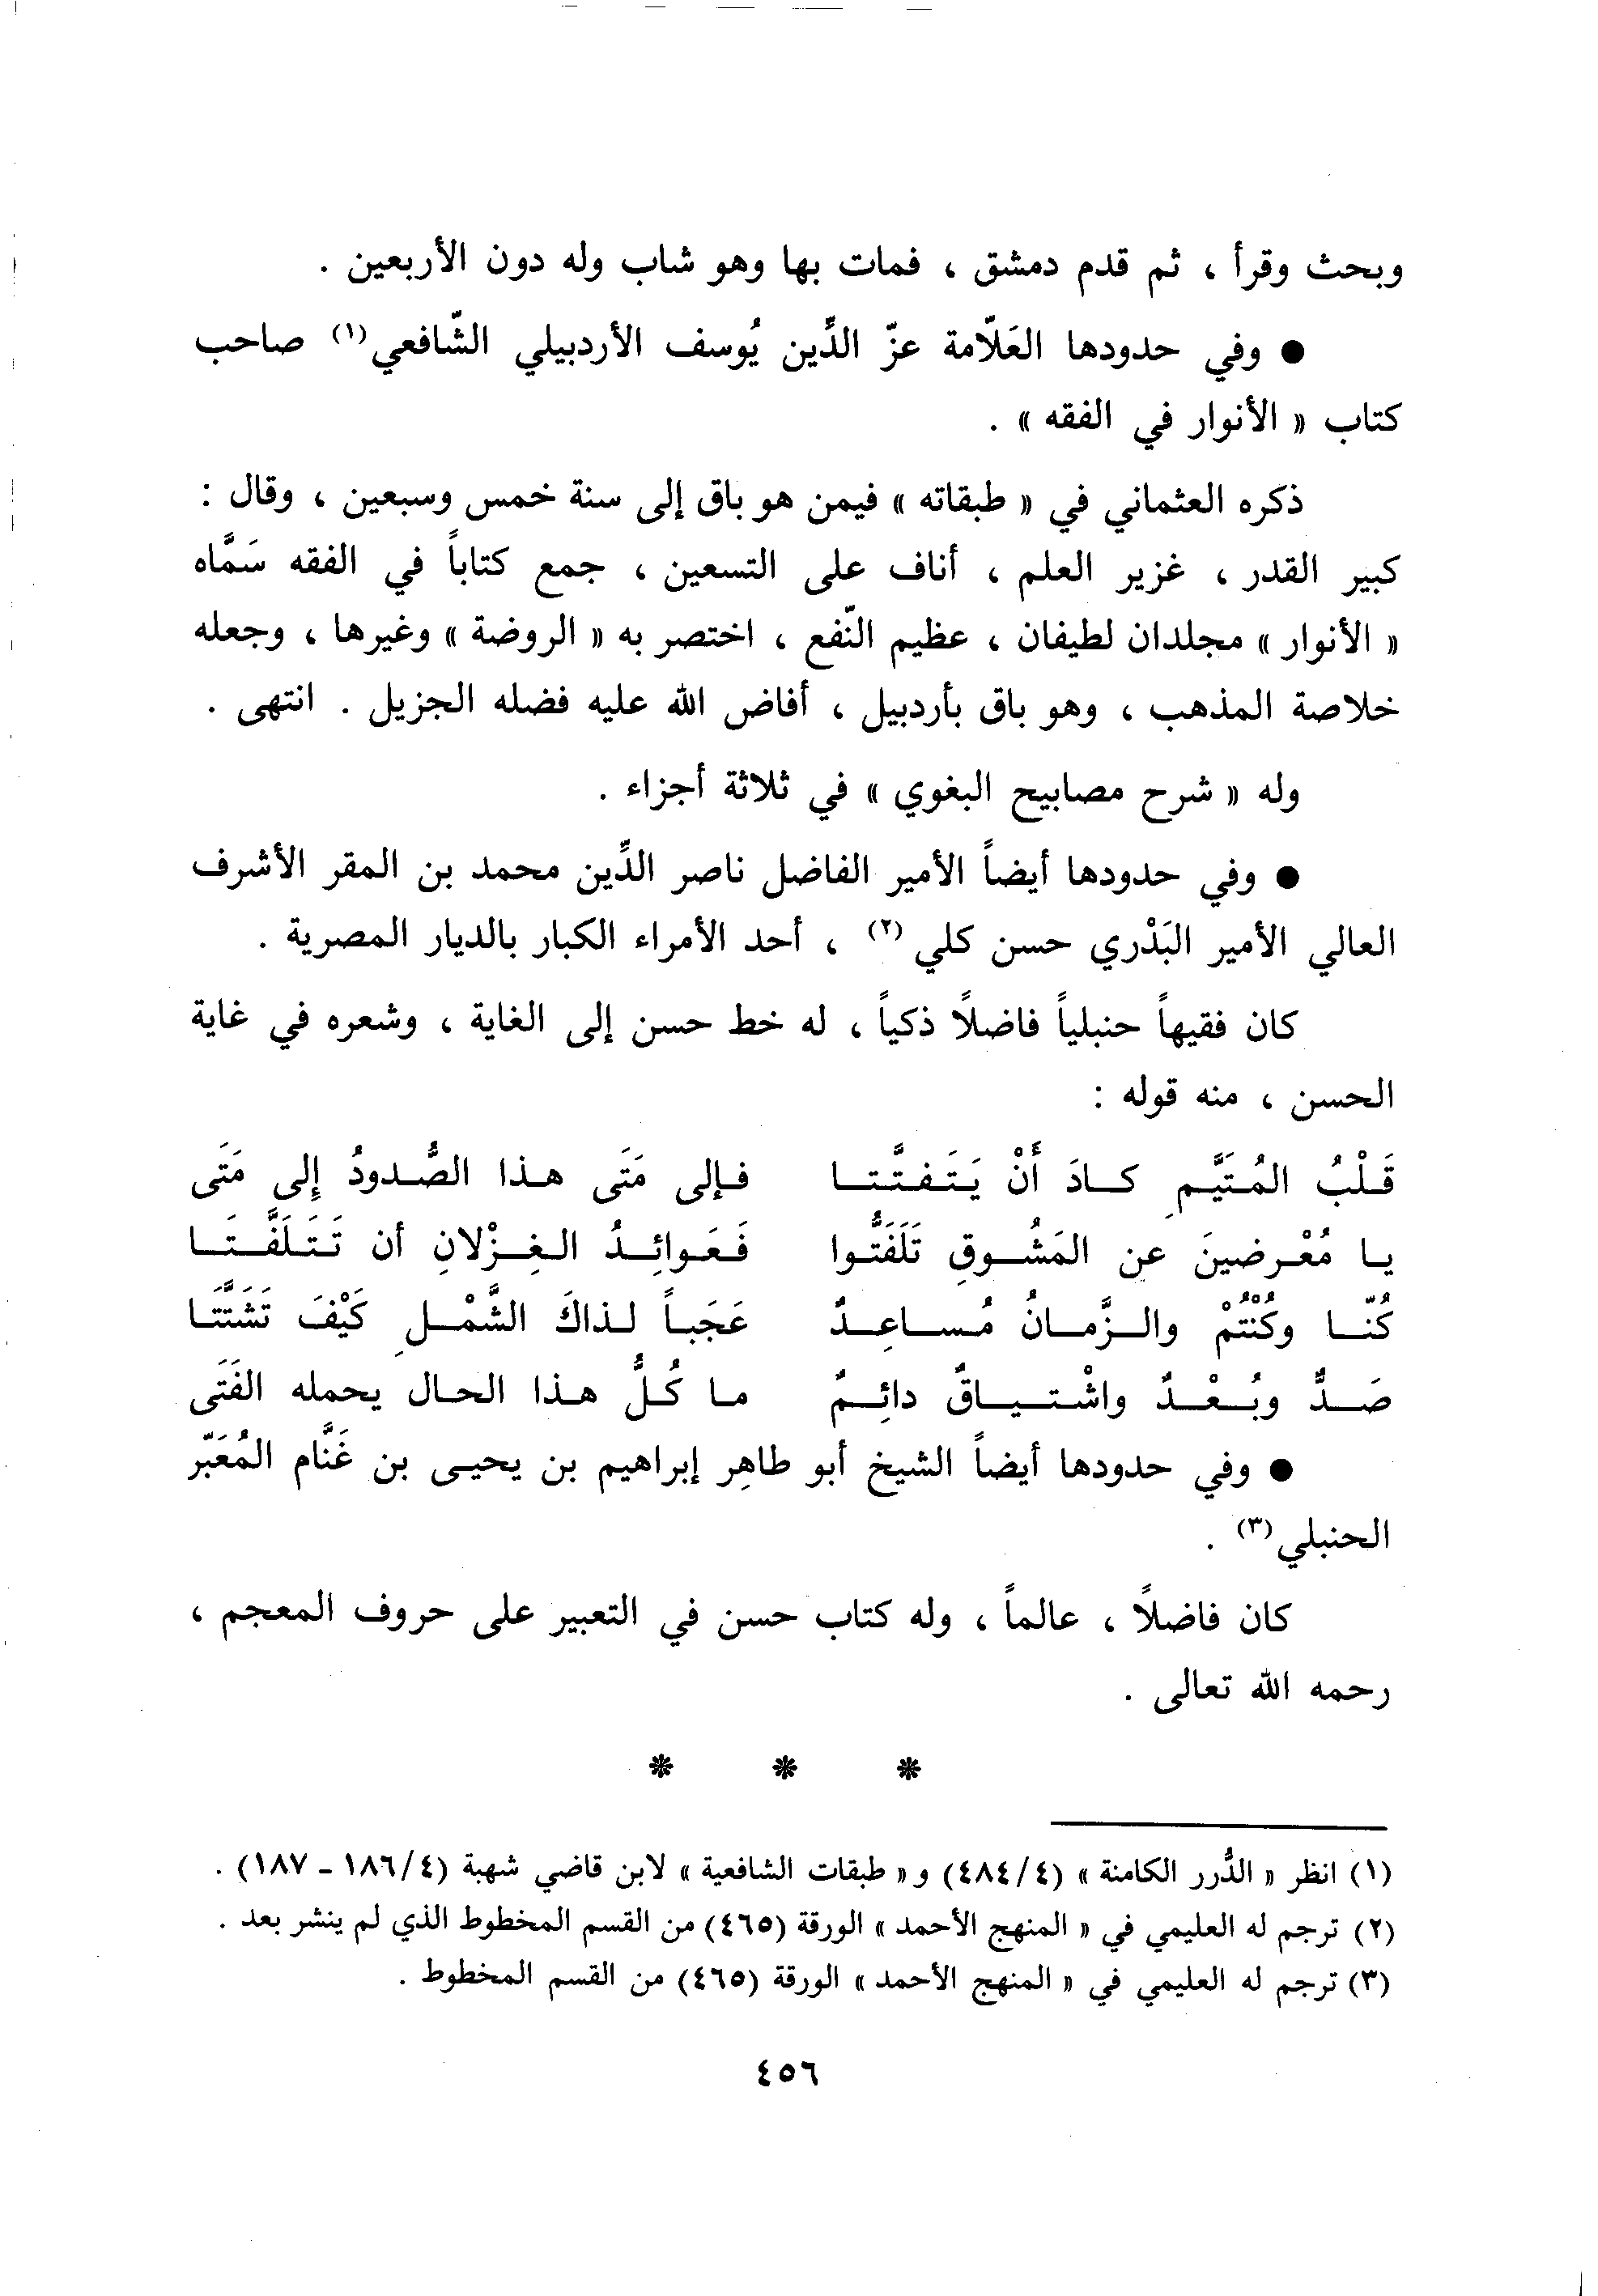 وبحث وقرأ ، ثم قدم دمشق ، فمات بها وهو شاب وله دون الأربعين .
● وفي حدودها العَلّامة عزّ الدِّين يُوسف الأردبيلي الشّافعي (١) صاحب
كتاب « الأنوار في الفقه » .
ذكره العثماني في « طبقاته » فيمن هو باق إلى سنة خمس وسبعين ، وقال :
كبير القدر ، غزير العلم ، أناف على التسعين ، جمع كتاباً في الفقه سَمَّاه
« الأنوار » مجلدان لطيفان ، عظيم النّفع ، اختصر به « الروضة » وغيرها ، وجعله
خلاصة المذهب ، وهو باق بأردبيل ، أفاض الله عليه فضله الجزيل . انتهى .
وله « شرح مصابيح البغوي » في ثلاثة أجزاء .
● وفي حدودها أيضاً الأمير الفاضل ناصر الدِّين محمد بن المقر الأشرف
العالي الأمير البَدْري حسن كلي (٢) ، أحد الأمراء الكبار بالديار المصرية .
كان فقيهاً حنبلياً فاضلاً ذكياً ، له خط حسن إلى الغاية ، وشعره في غاية
الحسن ، منه قوله :
قَلْبُ المُتَيَّمِ كادَ أَنْ يَتَفتَّتا فإلى مَتَى هذا الصُّدودُ إِلى مَتَى
يا مُعْرضينَ عن المَشُوقِ تَلَفَتُّوا فَعَوائِدُ الغِزْلانِ أن تَتَلَفَّتَا
كُنّا وكُنْتُمْ والزَّمانُ مُساعِدٌ عَجَباً لذاكَ الشَّمْلِ كَيْفَ تَشَتَّتَا
صَدٌّ وبُعْدٌ واشْتياقٌ دائِمٌ ما كُلُّ هذا الحال يحمله الفَتَى
● وفي حدودها أيضاً الشيخ أبو طاهِر إبراهيم بن يحيى بن غَنَّام المُعَبّر
الحنبلي (٣) .
كان فاضلاً ، عالماً ، وله كتاب حسن في التعبير على حروف المعجم ،
رحمه الله تعالى .
* * *
(١) انظر « الدُّرر الكامنة » (٤/٤٨٤) و « طبقات الشافعية » لابن قاضي شهبة (٤/١٨٦ - ١٨٧) .
(٢) ترجم له العليمي في « المنهج الأحمد » الورقة (٤٦٥) من القسم المخطوط الذي لم ينشر بعد .
(٣) ترجم له العليمي في « المنهج الأحمد » الورقة (٤٦٥) من القسم المخطوط .
٤٥٦